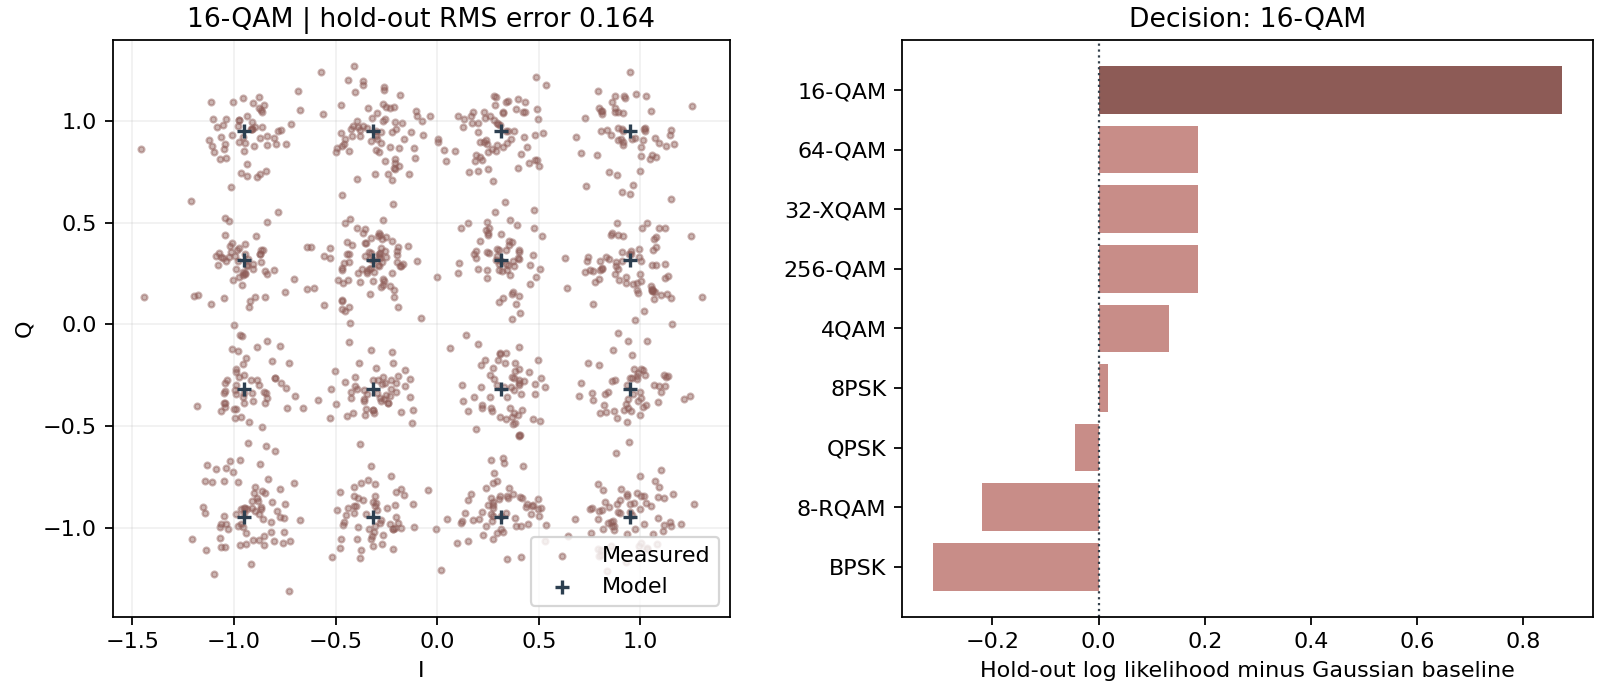 16-QAM | hold-out RMS error 0.164
1.0
0.5
0.0
−0.5
−1.0
Q
−1.5
−1.0
−0.5
0.0
0.5
1.0
I
Measured
Model
Decision: 16-QAM
16-QAM
64-QAM
32-XQAM
256-QAM
4QAM
8PSK
QPSK
8-RQAM
BPSK
−0.2
0.0
0.2
0.4
0.6
0.8
Hold-out log likelihood minus Gaussian baseline